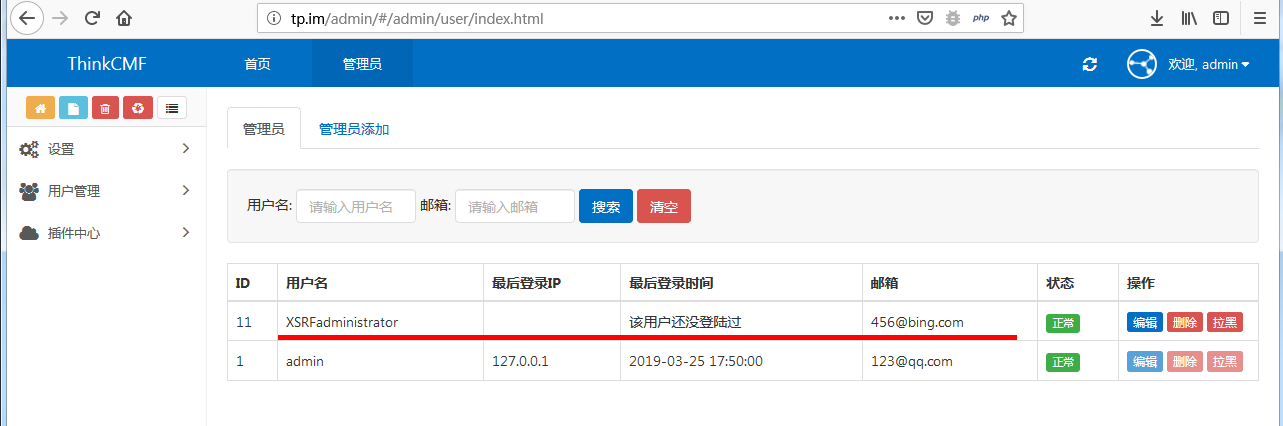 tp.im/admin/#/admin/user/index.html
php
ThinkCMF 首页 管理员 欢迎, admin
管理员 管理员添加
设置
用户管理
插件中心
用户名: 请输入用户名 邮箱: 请输入邮箱 搜索 清空
ID 用户名 最后登录IP 最后登录时间 邮箱 状态 操作
11 XSRFadministrator 该用户还没登陆过 456@bing.com 正常 编辑 删除 拉黑
1 admin 127.0.0.1 2019-03-25 17:50:00 123@qq.com 正常 编辑 删除 拉黑